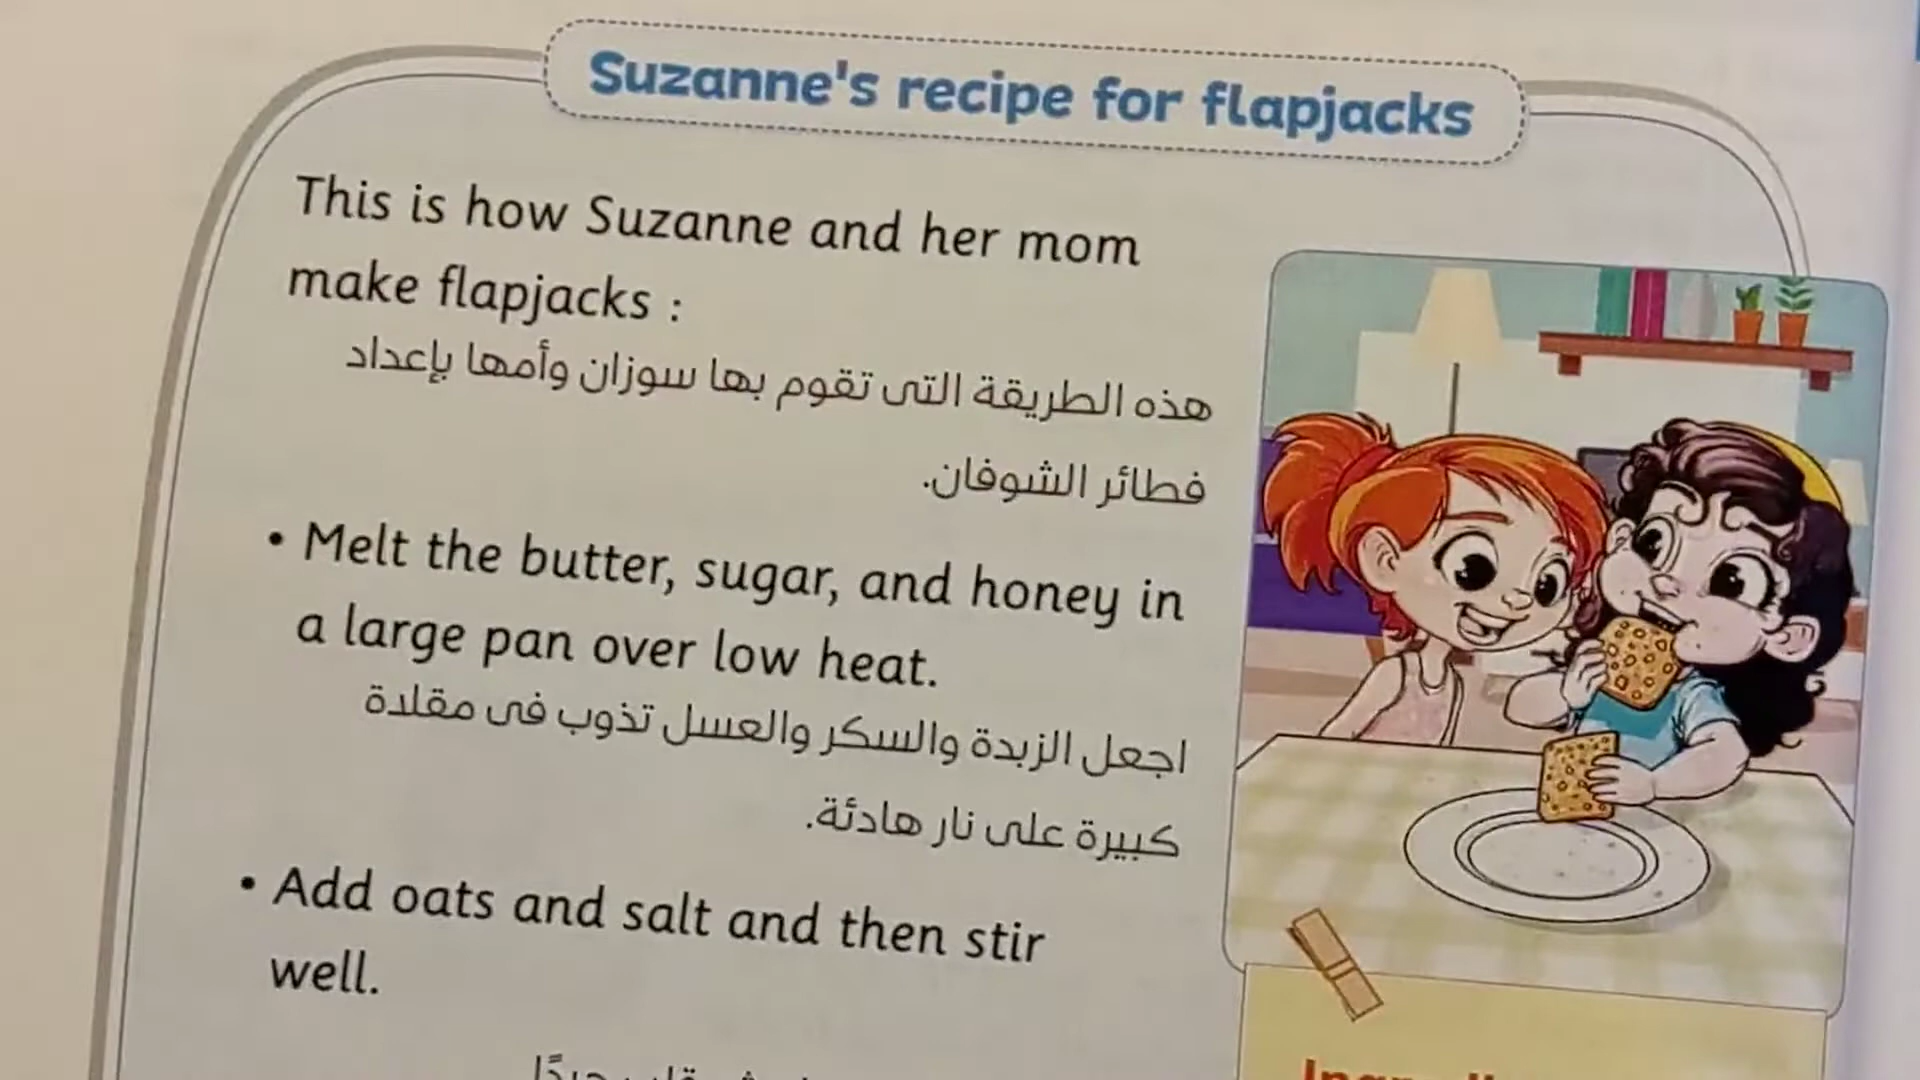 Suzanne's recipe for flapjacks
This is how Suzanne and her mom
make flapjacks :
هذه الطريقة التى تقوم بها سوزان وأمها بإعداد
فطائر الشوفان.
• Melt the butter, sugar, and honey in
a large pan over low heat.
اجعل الزبدة والسكر والعسل تذوب فى مقلاة
كبيرة على نار هادئة.
• Add oats and salt and then stir
well.